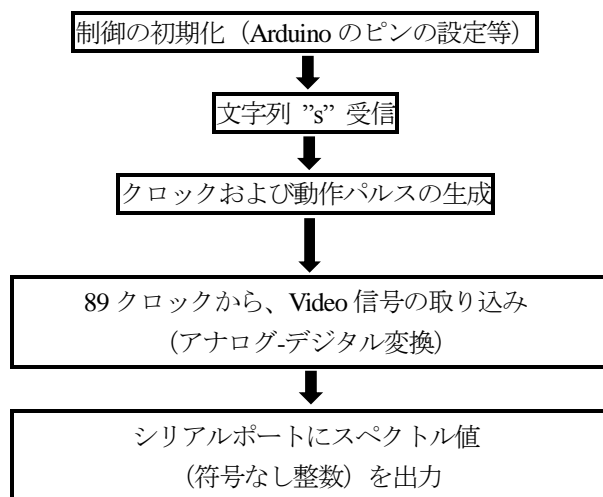 制御の初期化(Arduino のピンの設定等)
文字列 ”s” 受信
クロックおよび動作パルスの生成
89 クロックから、Video 信号の取り込み
(アナログ-デジタル変換)
シリアルポートにスペクトル値
(符号なし整数)を出力